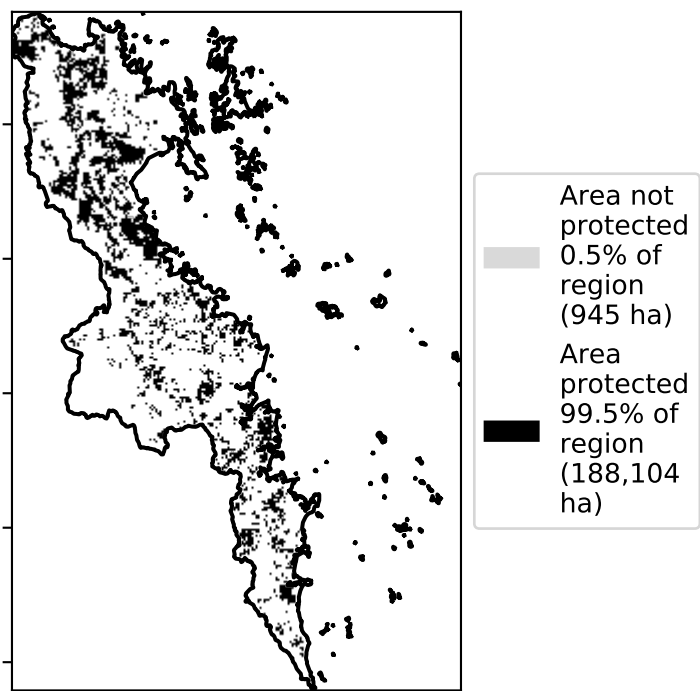 Area not
protected
0.5% of
region
(945 ha)
Area
protected
99.5% of
region
(188,104
ha)